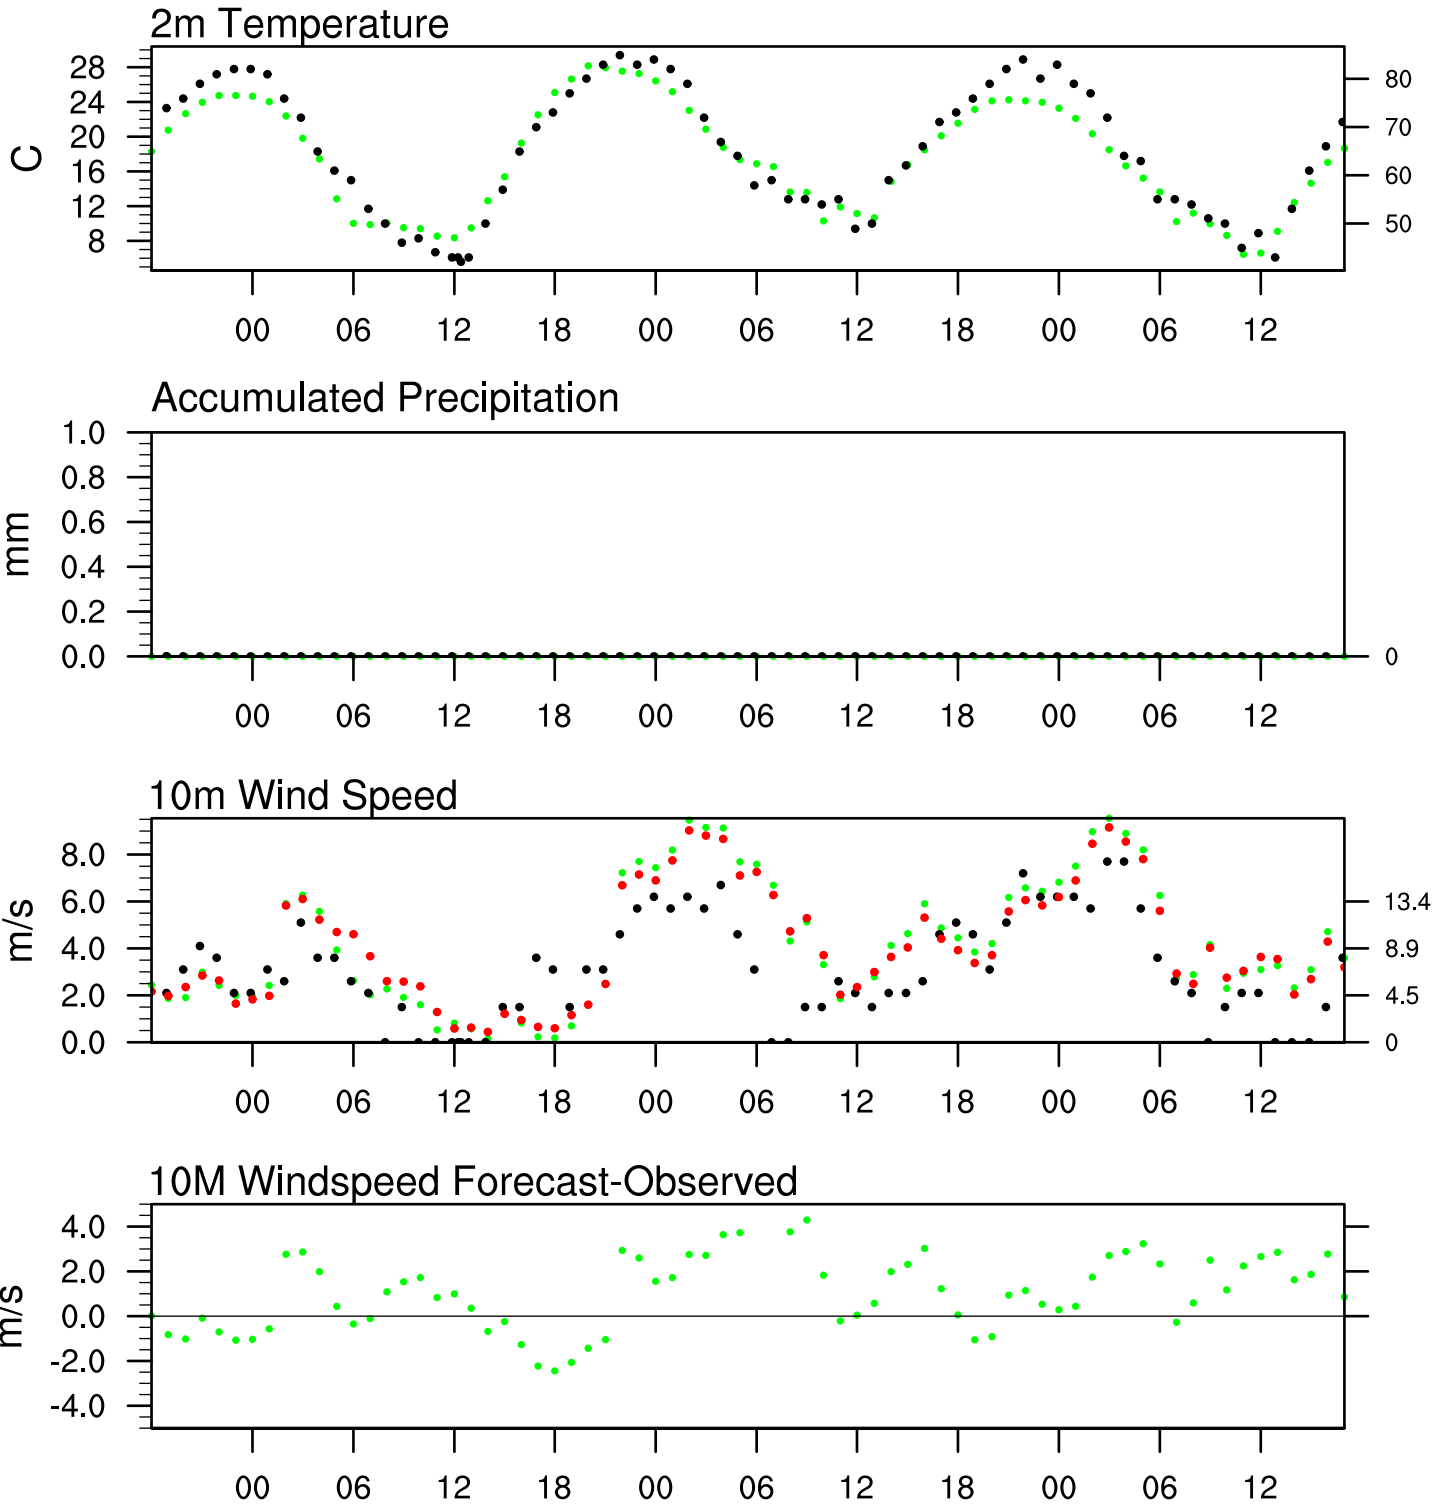 2m Temperature
28
24
20
16
12
8
C
80
70
60
50
00 06 12 18 00 06 12 18 00 06 12
Accumulated Precipitation
1.0
0.8
0.6
0.4
0.2
0.0
mm
0
00 06 12 18 00 06 12 18 00 06 12
10m Wind Speed
8.0
6.0
4.0
2.0
0.0
m/s
13.4
8.9
4.5
0
00 06 12 18 00 06 12 18 00 06 12
10M Windspeed Forecast-Observed
4.0
2.0
0.0
-2.0
-4.0
m/s
00 06 12 18 00 06 12 18 00 06 12